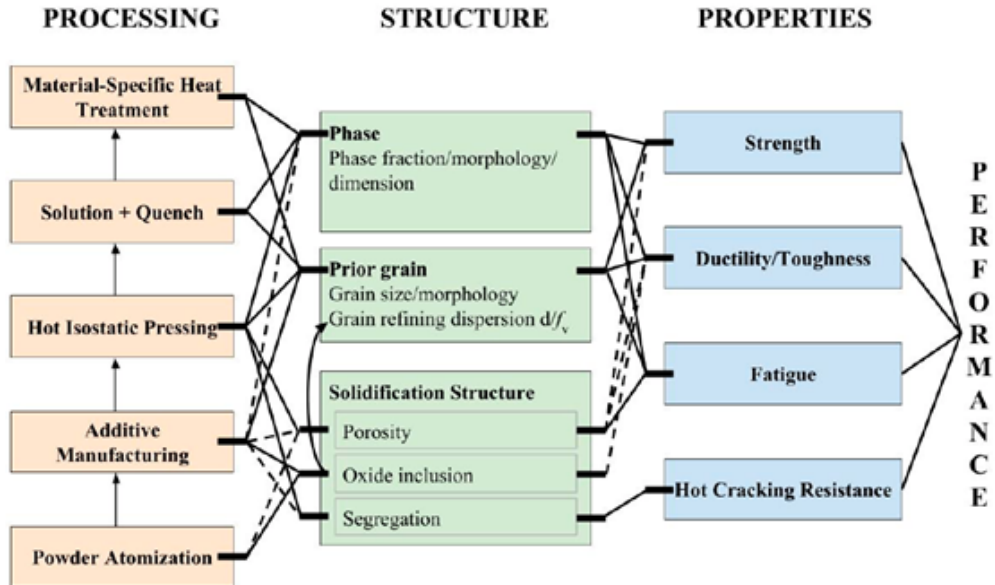 PROCESSING
STRUCTURE
PROPERTIES
Material-Specific Heat
Treatment
Solution + Quench
Hot Isostatic Pressing
Additive
Manufacturing
Powder Atomization
Phase
Phase fraction/morphology/
dimension
Prior grain
Grain size/morphology
Grain refining dispersion d/fv
Solidification Structure
Porosity
Oxide inclusion
Segregation
Strength
Ductility/Toughness
Fatigue
Hot Cracking Resistance
PERFORMANCE